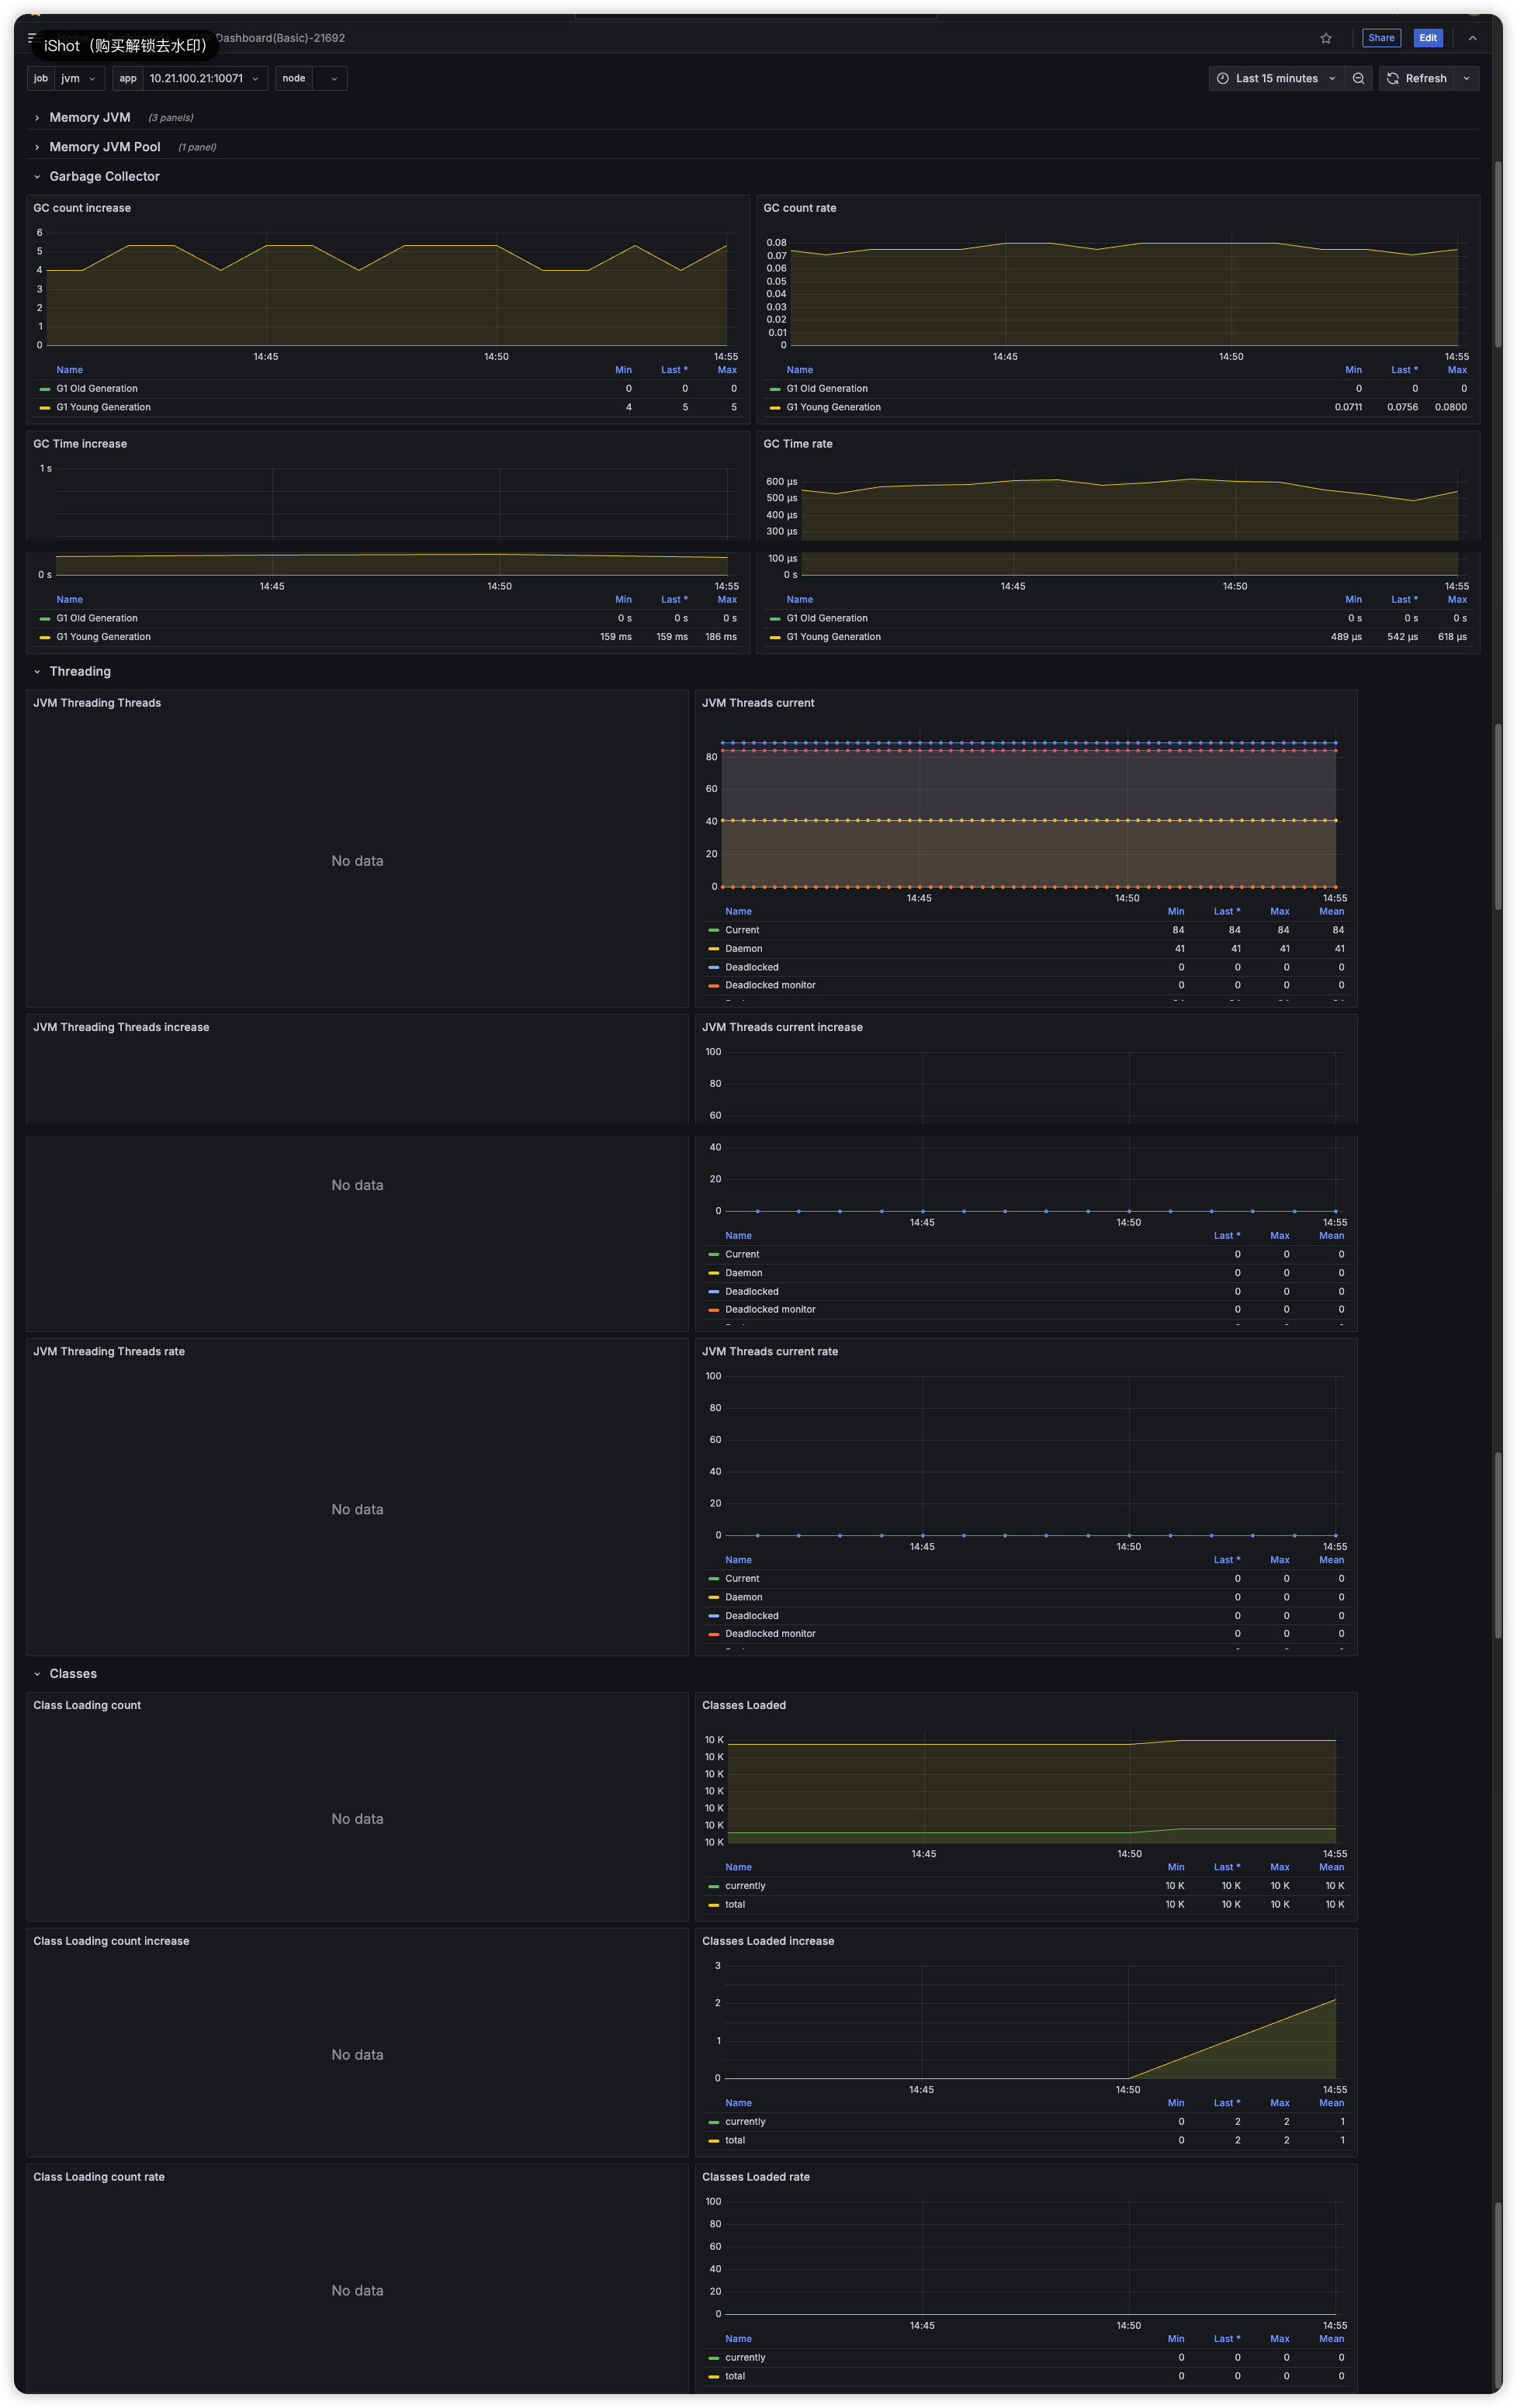 iShot（购买解锁去水印）
Dashboard(Basic)-21692
Share
Edit
job jvm
app 10.21.100.21:10071
node
Last 15 minutes
Refresh
Memory JVM (3 panels)
Memory JVM Pool (1 panel)
Garbage Collector
GC count increase
6
5
4
3
2
1
0
14:45 14:50 14:55
Name Min Last * Max
G1 Old Generation 0 0 0
G1 Young Generation 4 5 5
GC count rate
0.08
0.07
0.06
0.05
0.04
0.03
0.02
0.01
0
14:45 14:50 14:55
Name Min Last * Max
G1 Old Generation 0 0 0
G1 Young Generation 0.0711 0.0756 0.0800
GC Time increase
1 s
0 s
14:45 14:50 14:55
Name Min Last * Max
G1 Old Generation 0 s 0 s 0 s
G1 Young Generation 159 ms 159 ms 186 ms
GC Time rate
600 µs
500 µs
400 µs
300 µs
100 µs
0 s
14:45 14:50 14:55
Name Min Last * Max
G1 Old Generation 0 s 0 s 0 s
G1 Young Generation 489 µs 542 µs 618 µs
Threading
JVM Threading Threads
No data
JVM Threads current
80
60
40
20
0
14:45 14:50 14:55
Name Min Last * Max Mean
Current 84 84 84 84
Daemon 41 41 41 41
Deadlocked 0 0 0 0
Deadlocked monitor 0 0 0 0
JVM Threading Threads increase
No data
JVM Threads current increase
100
80
60
40
20
0
14:45 14:50 14:55
Name Last * Max Mean
Current 0 0 0
Daemon 0 0 0
Deadlocked 0 0 0
Deadlocked monitor 0 0 0
JVM Threading Threads rate
No data
JVM Threads current rate
100
80
60
40
20
0
14:45 14:50 14:55
Name Last * Max Mean
Current 0 0 0
Daemon 0 0 0
Deadlocked 0 0 0
Deadlocked monitor 0 0 0
Classes
Class Loading count
No data
Classes Loaded
10 K
10 K
10 K
10 K
10 K
10 K
10 K
14:45 14:50 14:55
Name Min Last * Max Mean
currently 10 K 10 K 10 K 10 K
total 10 K 10 K 10 K 10 K
Class Loading count increase
No data
Classes Loaded increase
3
2
1
0
14:45 14:50 14:55
Name Min Last * Max Mean
currently 0 2 2 1
total 0 2 2 1
Class Loading count rate
No data
Classes Loaded rate
100
80
60
40
20
0
14:45 14:50 14:55
Name Min Last * Max Mean
currently 0 0 0 0
total 0 0 0 0